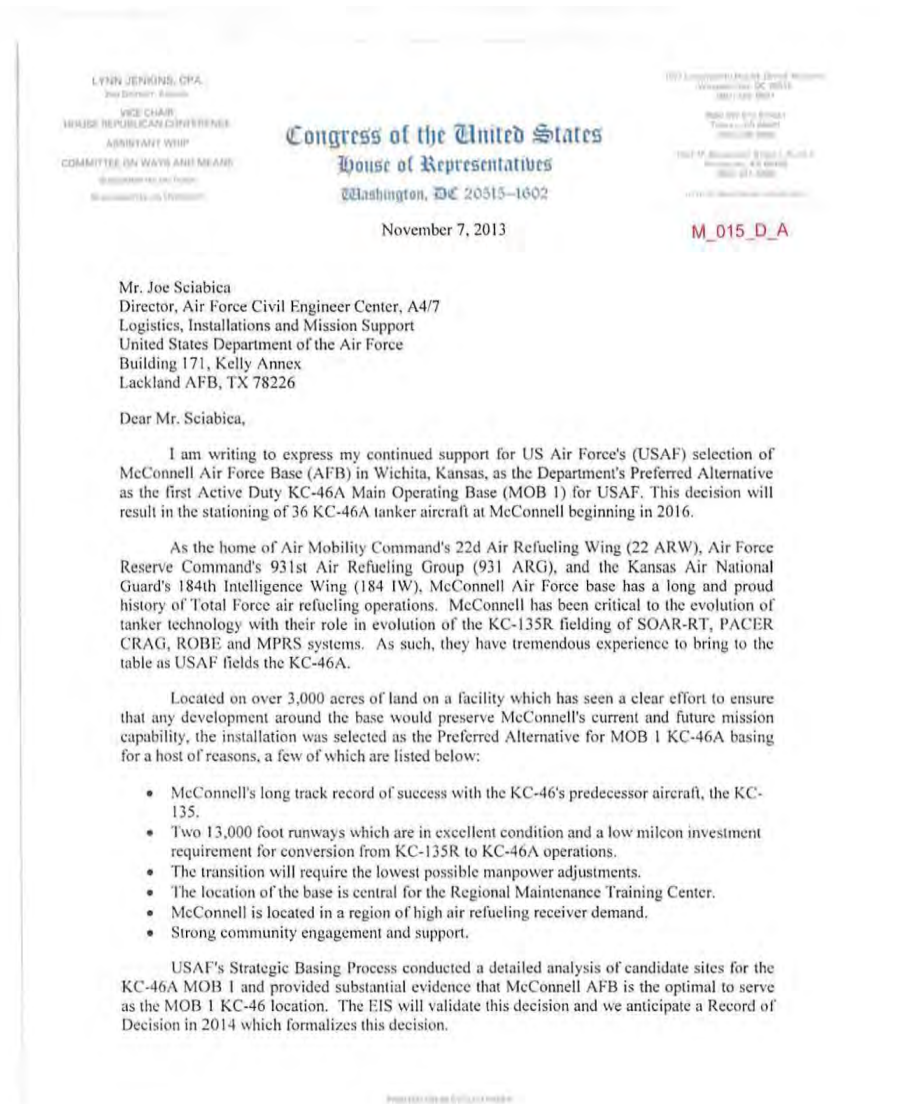 LYNN JENKINS, CPA
VICE CHAIR
HOUSE REPUBLICAN CONFERENCE
ASSISTANT WHIP
COMMITTEE ON WAYS AND MEANS
Congress of the United States
House of Representatives
Washington, DC 20515-1602
November 7, 2013
M_015_D_A
Mr. Joe Sciabica
Director, Air Force Civil Engineer Center, A4/7
Logistics, Installations and Mission Support
United States Department of the Air Force
Building 171, Kelly Annex
Lackland AFB, TX 78226
Dear Mr. Sciabica,
I am writing to express my continued support for US Air Force's (USAF) selection of
McConnell Air Force Base (AFB) in Wichita, Kansas, as the Department's Preferred Alternative
as the first Active Duty KC-46A Main Operating Base (MOB 1) for USAF. This decision will
result in the stationing of 36 KC-46A tanker aircraft at McConnell beginning in 2016.
As the home of Air Mobility Command's 22d Air Refueling Wing (22 ARW), Air Force
Reserve Command's 931st Air Refueling Group (931 ARG), and the Kansas Air National
Guard's 184th Intelligence Wing (184 IW), McConnell Air Force base has a long and proud
history of Total Force air refueling operations. McConnell has been critical to the evolution of
tanker technology with their role in evolution of the KC-135R fielding of SOAR-RT, PACER
CRAG, ROBE and MPRS systems. As such, they have tremendous experience to bring to the
table as USAF fields the KC-46A.
Located on over 3,000 acres of land on a facility which has seen a clear effort to ensure
that any development around the base would preserve McConnell's current and future mission
capability, the installation was selected as the Preferred Alternative for MOB 1 KC-46A basing
for a host of reasons, a few of which are listed below:
• McConnell's long track record of success with the KC-46's predecessor aircraft, the KC-
135.
• Two 13,000 foot runways which are in excellent condition and a low milcon investment
requirement for conversion from KC-135R to KC-46A operations.
• The transition will require the lowest possible manpower adjustments.
• The location of the base is central for the Regional Maintenance Training Center.
• McConnell is located in a region of high air refueling receiver demand.
• Strong community engagement and support.
USAF's Strategic Basing Process conducted a detailed analysis of candidate sites for the
KC-46A MOB 1 and provided substantial evidence that McConnell AFB is the optimal to serve
as the MOB 1 KC-46 location. The EIS will validate this decision and we anticipate a Record of
Decision in 2014 which formalizes this decision.